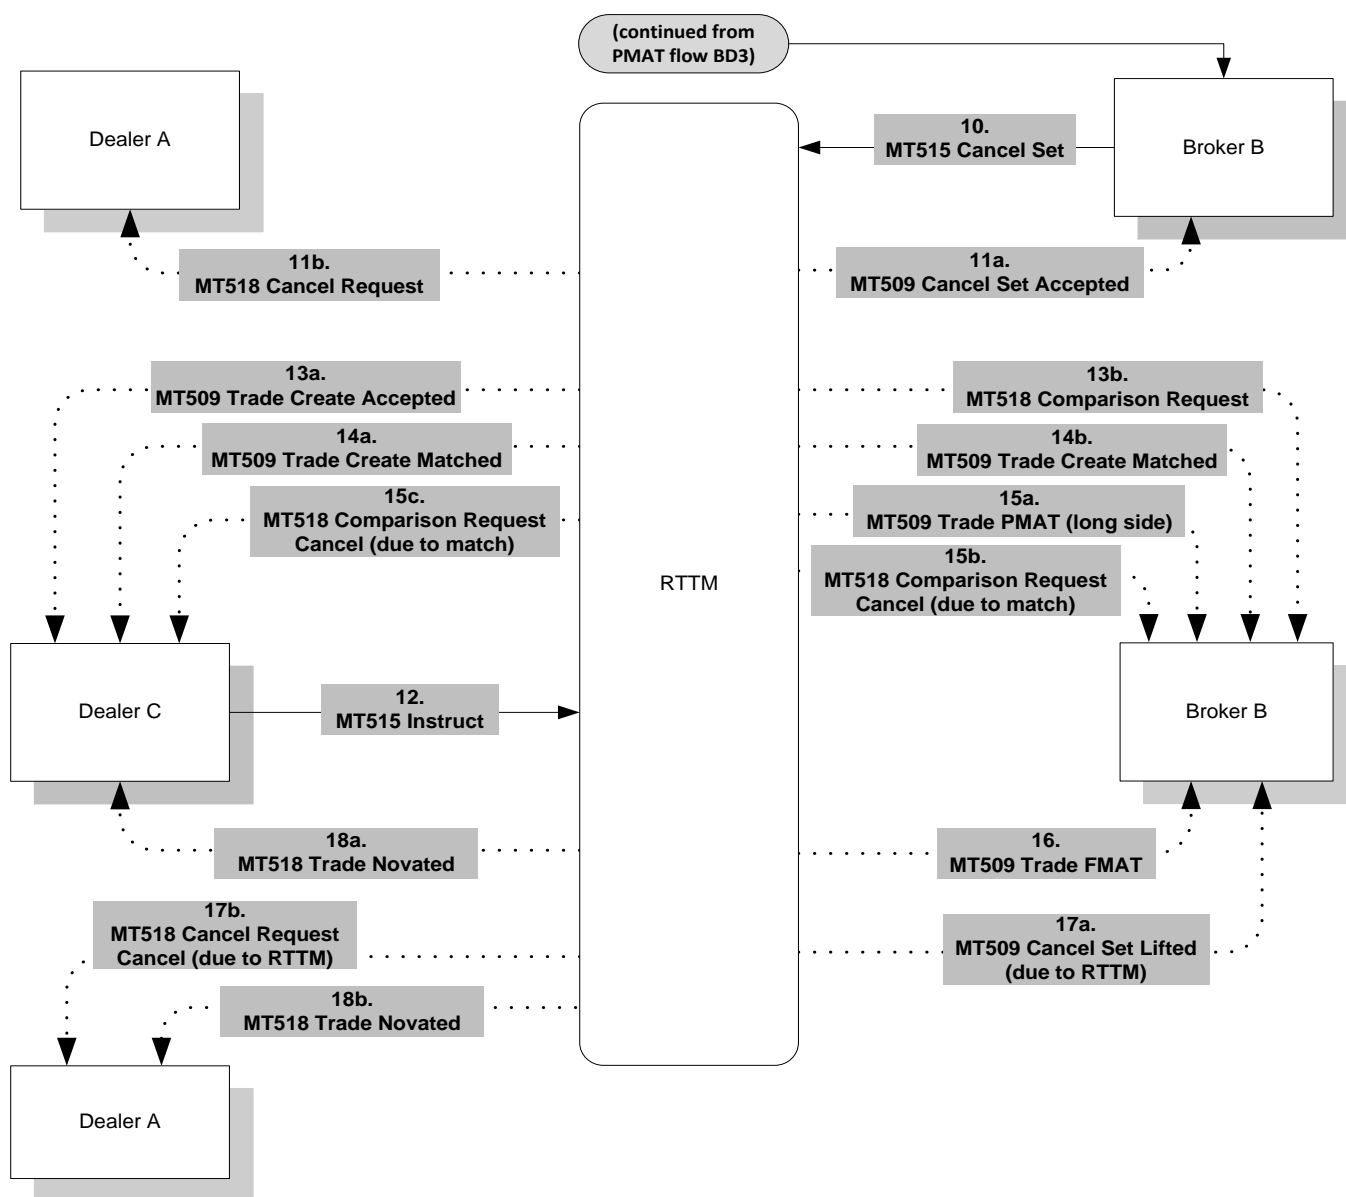 (continued from
PMAT flow BD3)
Dealer A
10.
MT515 Cancel Set
Broker B
11b.
MT518 Cancel Request
11a.
MT509 Cancel Set Accepted
13a.
MT509 Trade Create Accepted
13b.
MT518 Comparison Request
14a.
MT509 Trade Create Matched
14b.
MT509 Trade Create Matched
15c.
MT518 Comparison Request
Cancel (due to match)
15a.
MT509 Trade PMAT (long side)
15b.
MT518 Comparison Request
Cancel (due to match)
RTTM
Dealer C
12.
MT515 Instruct
Broker B
18a.
MT518 Trade Novated
16.
MT509 Trade FMAT
17b.
MT518 Cancel Request
Cancel (due to RTTM)
17a.
MT509 Cancel Set Lifted
(due to RTTM)
18b.
MT518 Trade Novated
Dealer A